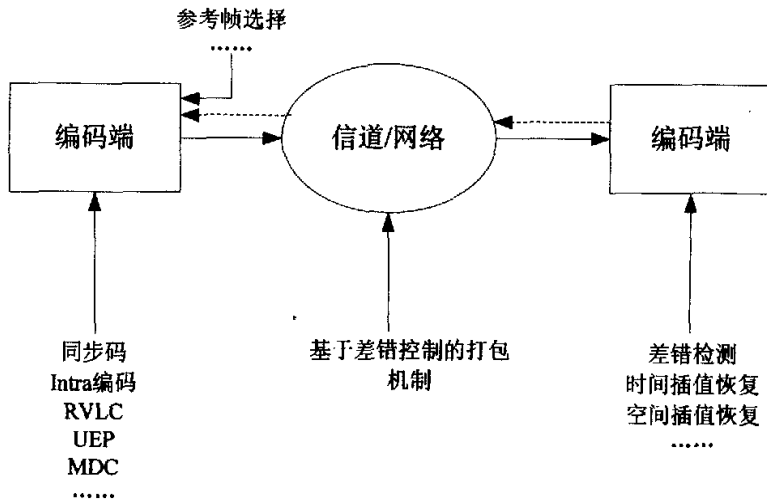 参考帧选择
……
编码端
信道/网络
编码端
同步码
Intra编码
RVLC
UEP
MDC
……
基于差错控制的打包
机制
差错检测
时间插值恢复
空间插值恢复
……